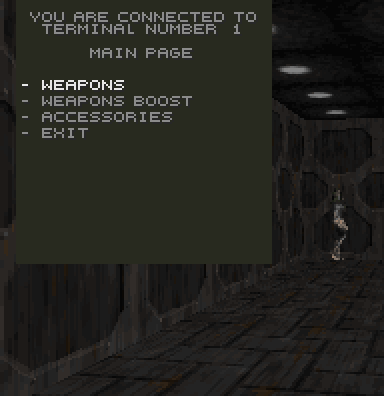 YOU ARE CONNECTED TO
TERMINAL NUMBER 1
MAIN PAGE
- WEAPONS
- WEAPONS BOOST
- ACCESSORIES
- EXIT